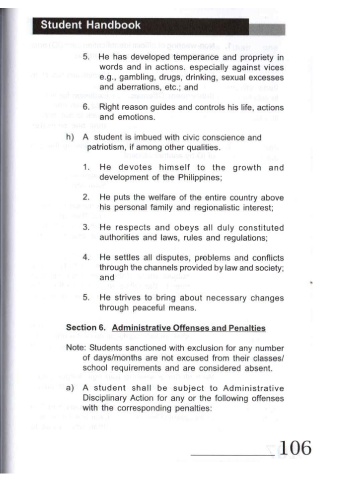 Student Handbook
5. He has developed temperance and propriety in
words and in actions. especially against vices
e.g., gambling, drugs, drinking, sexual excesses
and aberrations, etc.; and
6. Right reason guides and controls his life, actions
and emotions.
h) A student is imbued with civic conscience and
patriotism, if among other qualities.
1. He devotes himself to the growth and
development of the Philippines;
2. He puts the welfare of the entire country above
his personal family and regionalistic interest;
3. He respects and obeys all duly constituted
authorities and laws, rules and regulations;
4. He settles all disputes, problems and conflicts
through the channels provided by law and society;
and
5. He strives to bring about necessary changes
through peaceful means.
Section 6. Administrative Offenses and Penalties
Note: Students sanctioned with exclusion for any number
of days/months are not excused from their classes/
school requirements and are considered absent.
a) A student shall be subject to Administrative
Disciplinary Action for any or the following offenses
with the corresponding penalties:
106